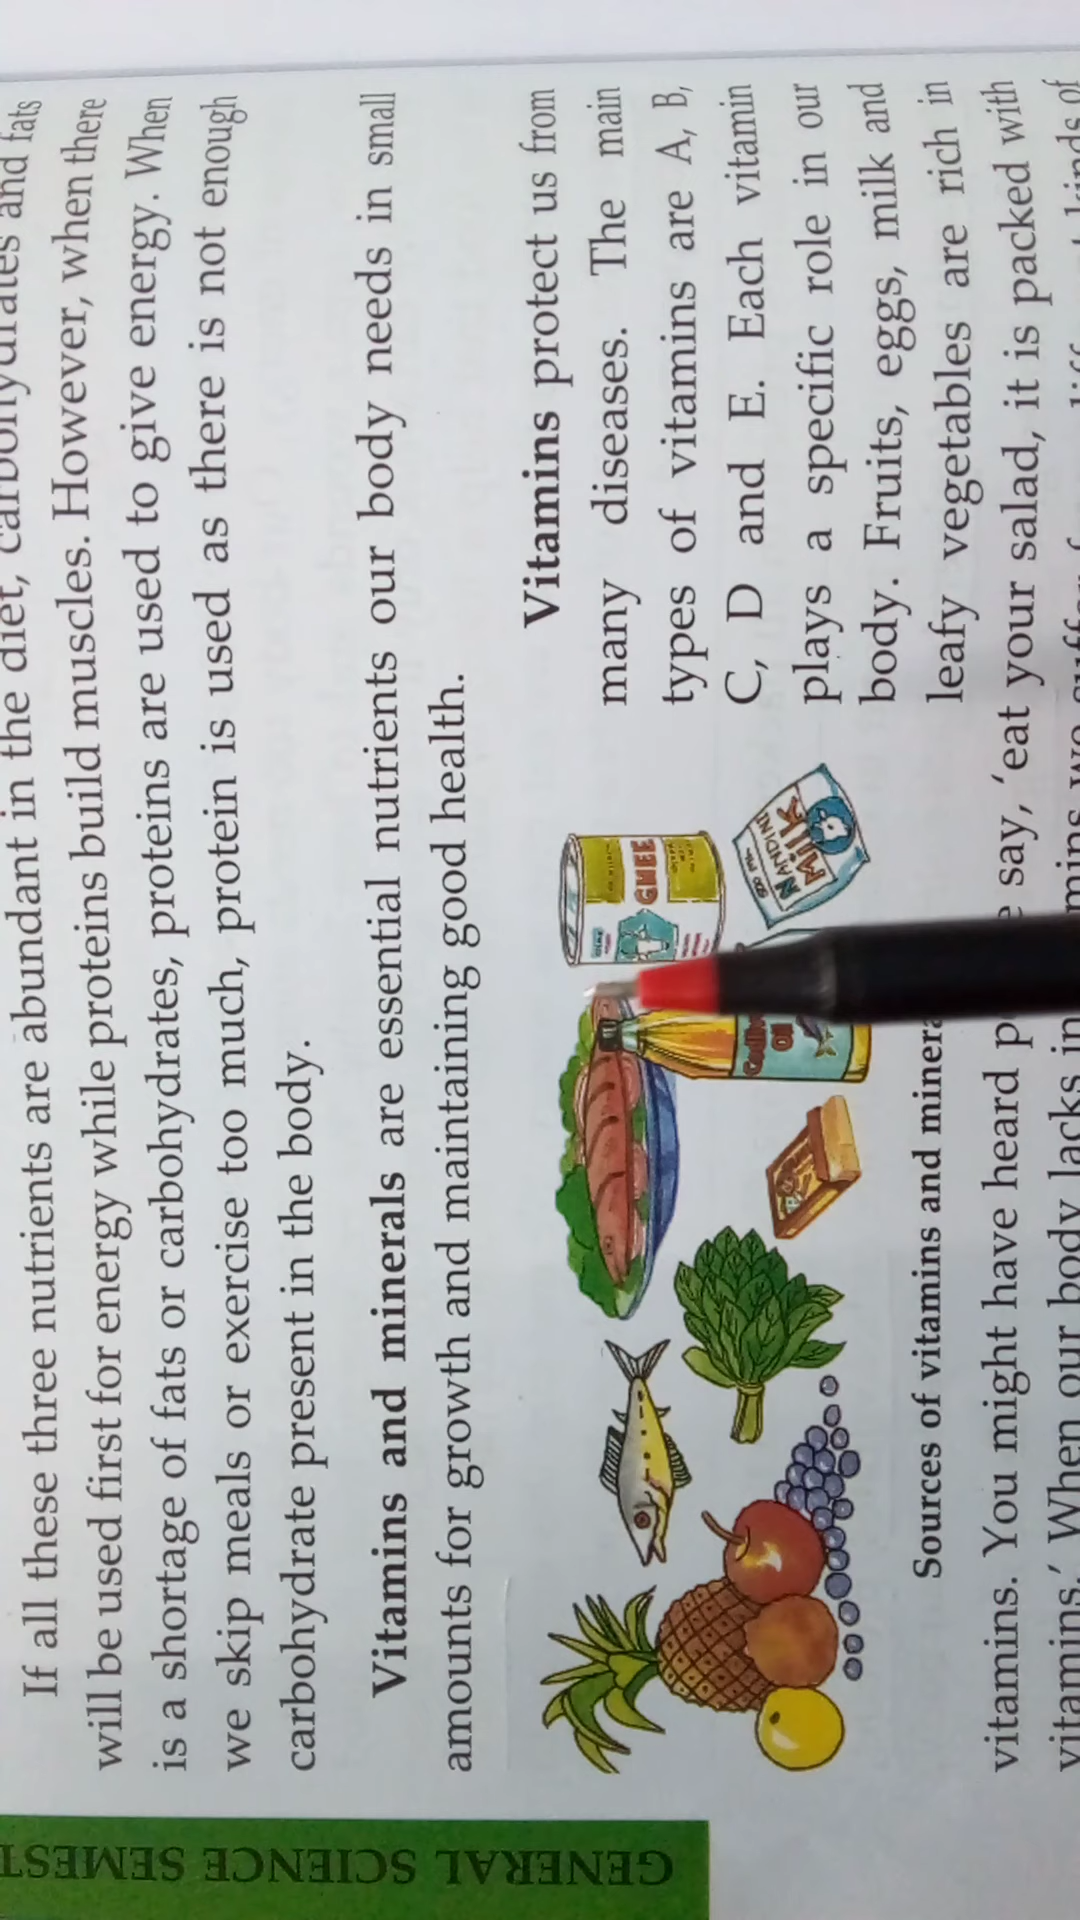 If all these three nutrients are abundant in the diet, carbohydrates and fats
will be used first for energy while proteins build muscles. However, when there
is a shortage of fats or carbohydrates, proteins are used to give energy. When
we skip meals or exercise too much, protein is used as there is not enough
carbohydrate present in the body.
Vitamins and minerals are essential nutrients our body needs in small
amounts for growth and maintaining good health.
Vitamins protect us from
many diseases. The main
types of vitamins are A, B,
C, D and E. Each vitamin
plays a specific role in our
body. Fruits, eggs, milk and
leafy vegetables are rich in
GHEE
NANDINI
MILK
500 ML
Oil
Sources of vitamins and
vitamins. You might have heard say, ‘eat your salad, it is packed with
vitamins.’ When our body lacks in
GENERAL SCIENCE